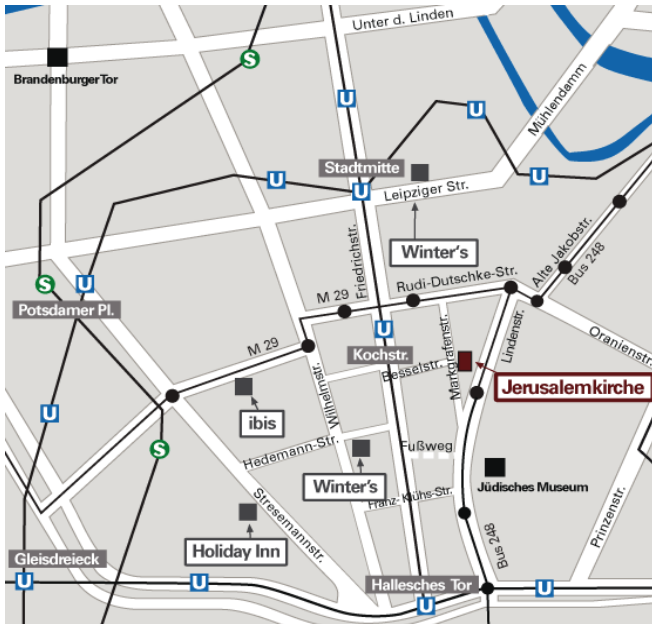 Unter d. Linden
S
Brandenburger Tor
U
U
Mühlendamm
Stadtmitte
U
U
U
Leipziger Str.
Winter's
Friedrichstr.
Alte Jakobstr.
Bus 248
S
U
Potsdamer Pl.
M 29
Rudi-Dutschke-Str.
U
Oranienstr.
M 29
Kochstr.
Markgrafenstr.
Lindenstr.
Besselstr.
Jerusalemkirche
Wilhelmstr.
ibis
U
S
Hedemann-Str.
Fußweg
Winter's
Jüdisches Museum
Franz-Klühs-Str.
Stresemannstr.
Prinzenstr.
Holiday Inn
Bus 248
Gleisdreieck
U
U
Hallesches Tor
U
U